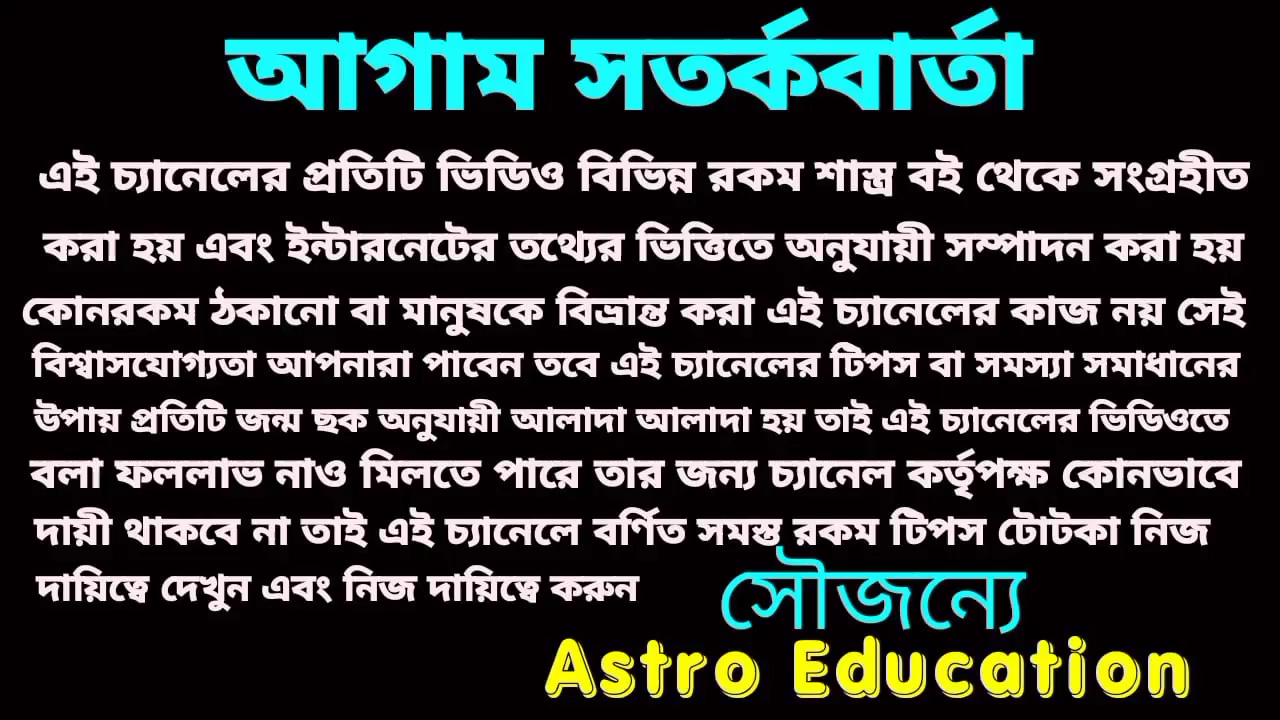 আগাম সতর্কবার্তা
এই চ্যানেলের প্রতিটি ভিডিও বিভিন্ন রকম শাস্ত্র বই থেকে সংগ্রহীত
করা হয় এবং ইন্টারনেটের তথ্যের ভিত্তিতে অনুযায়ী সম্পাদন করা হয়
কোনরকম ঠকানো বা মানুষকে বিভ্রান্ত করা এই চ্যানেলের কাজ নয় সেই
বিশ্বাসযোগ্যতা আপনারা পাবেন তবে এই চ্যানেলের টিপস বা সমস্যা সমাধানের
উপায় প্রতিটি জন্ম ছক অনুযায়ী আলাদা আলাদা হয় তাই এই চ্যানেলের ভিডিওতে
বলা ফললাভ নাও মিলতে পারে তার জন্য চ্যানেল কর্তৃপক্ষ কোনভাবে
দায়ী থাকবে না তাই এই চ্যানেলে বর্ণিত সমস্ত রকম টিপস টোটকা নিজ
দায়িত্বে দেখুন এবং নিজ দায়িত্বে করুন
সৌজন্যে
Astro Education